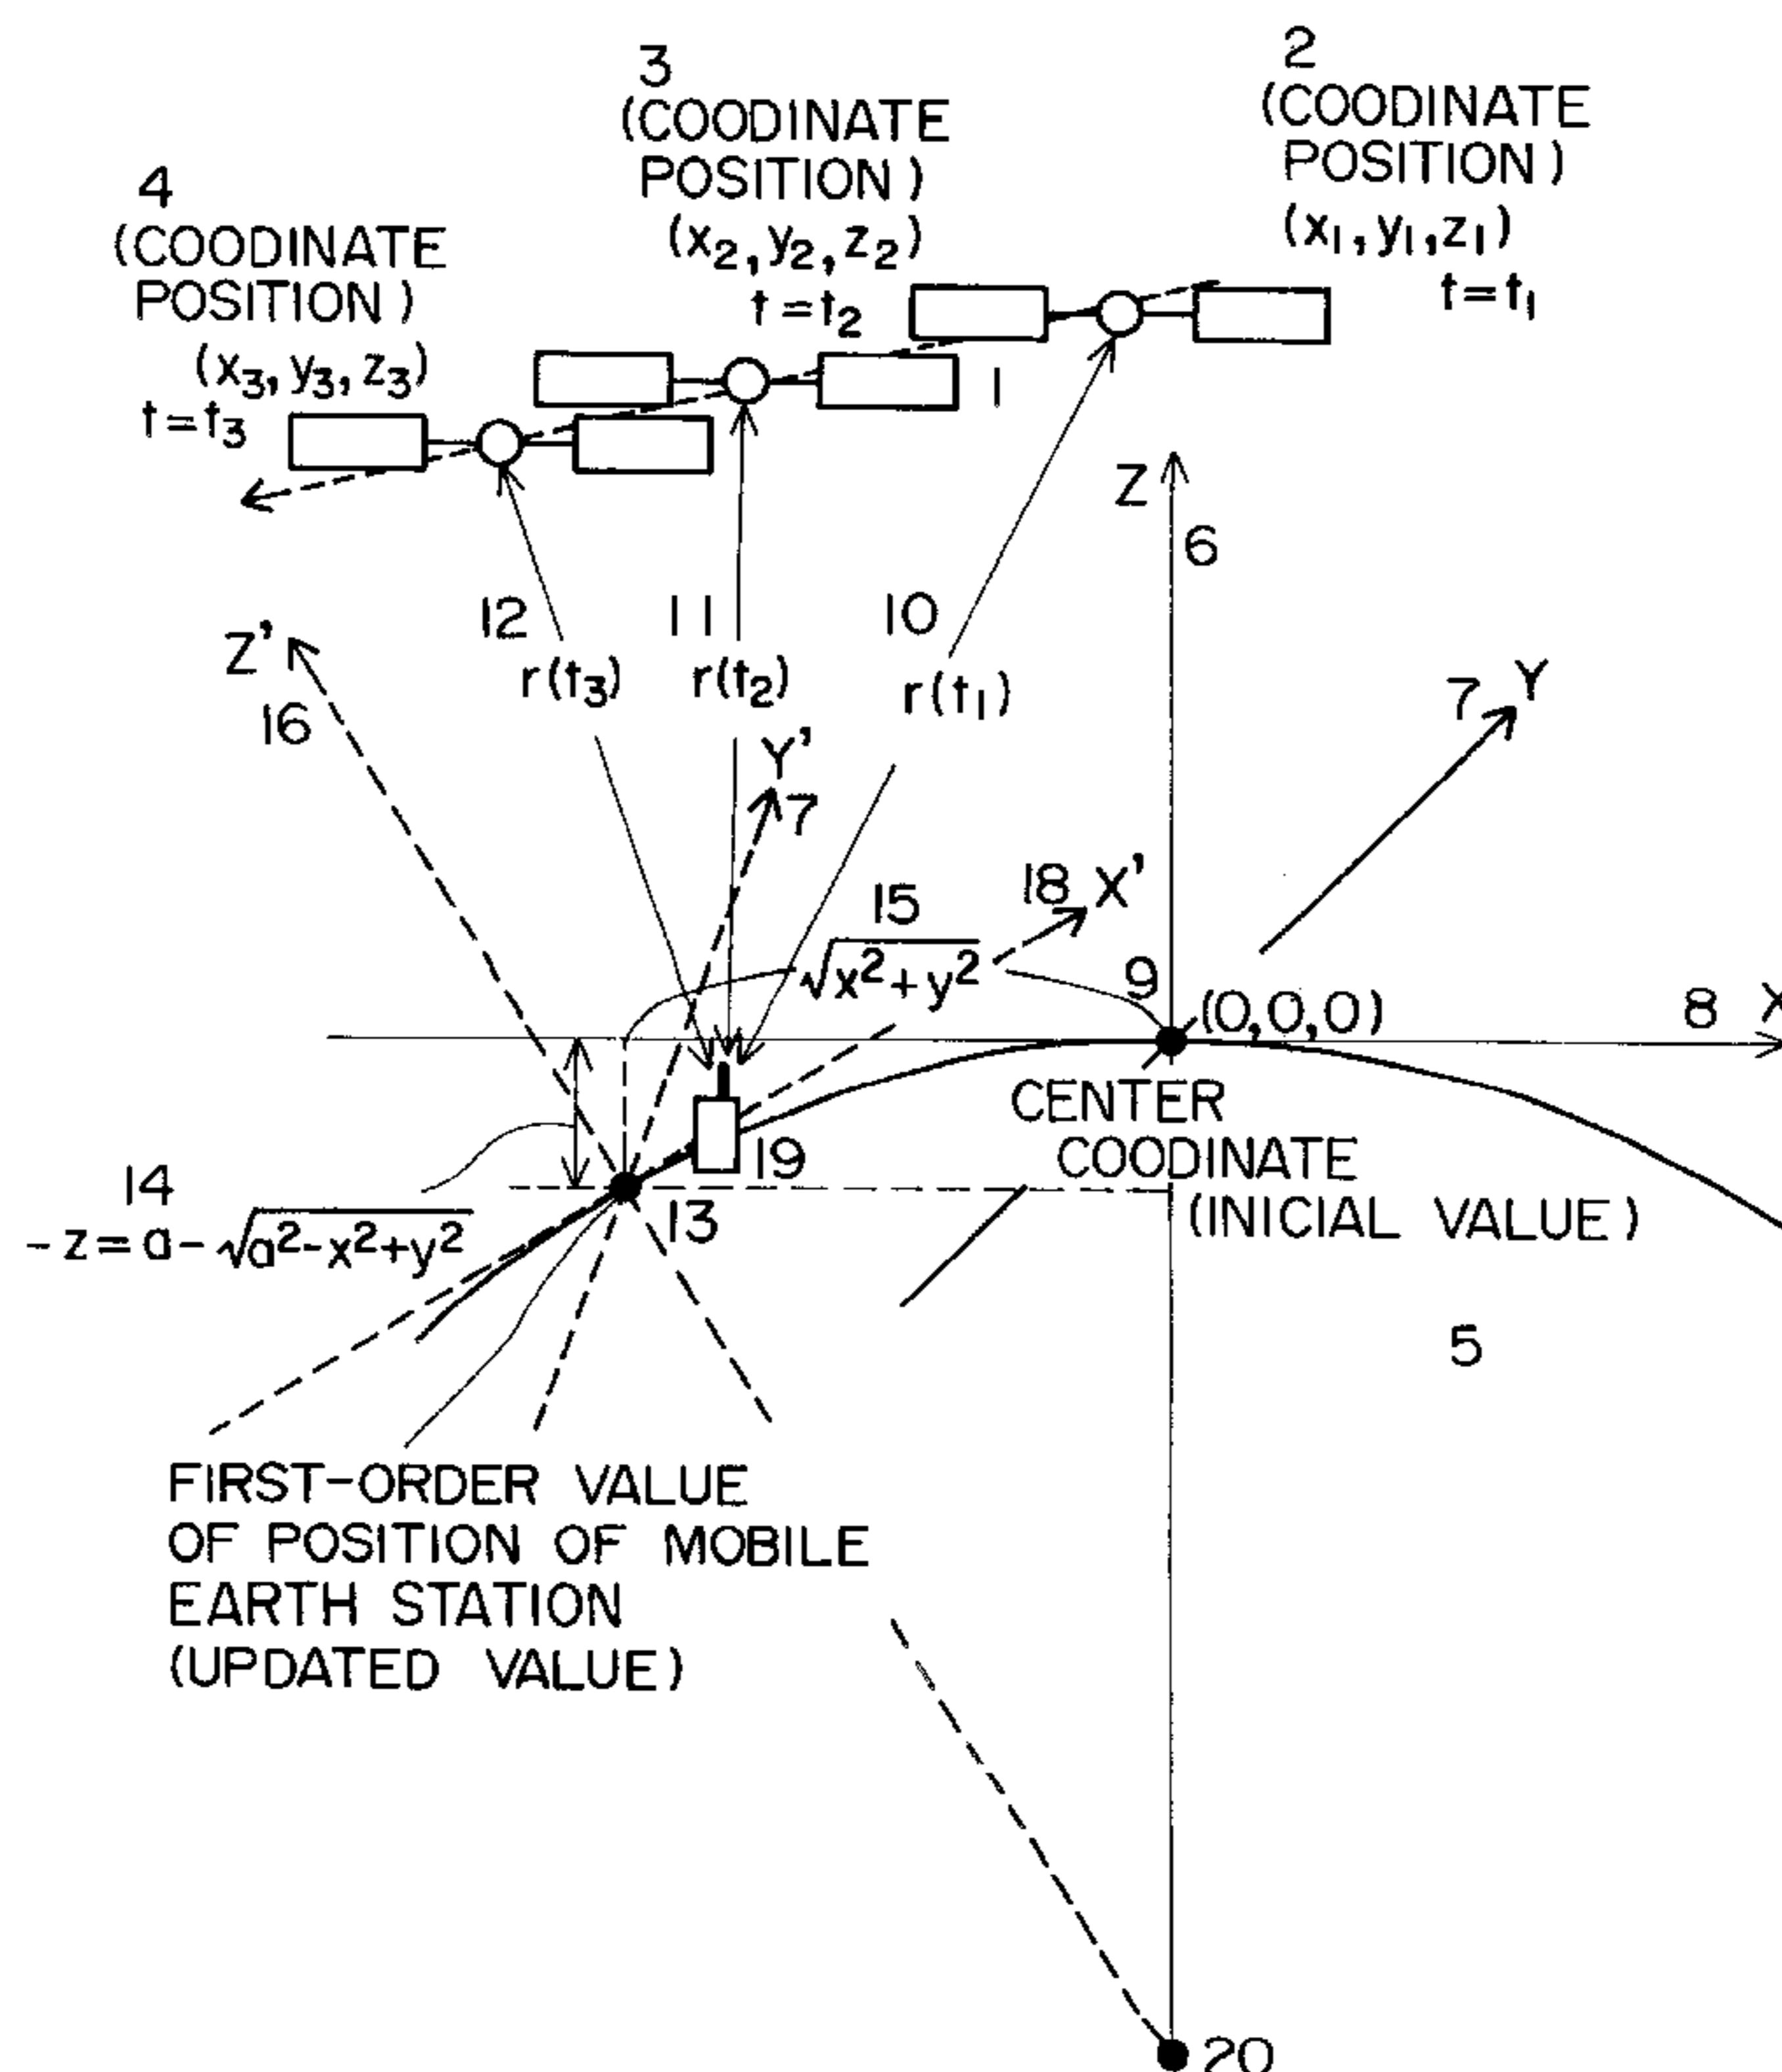 2
(COODINATE
POSITION)
(x1, y1, z1)
t=t1
3
(COODINATE
POSITION)
(x2, y2, z2)
t=t2
4
(COODINATE
POSITION)
(x3, y3, z3)
t=t3
1
Z
6
12
r(t3)
11
r(t2)
10
r(t1)
Z'
16
Y'
7
7 Y
15
√x²+y²
18 X'
9
(0,0,0)
8 X
CENTER
COODINATE
(INICIAL VALUE)
19
13
14
-z=a-√a²-x²+y²
5
FIRST-ORDER VALUE
OF POSITION OF MOBILE
EARTH STATION
(UPDATED VALUE)
20